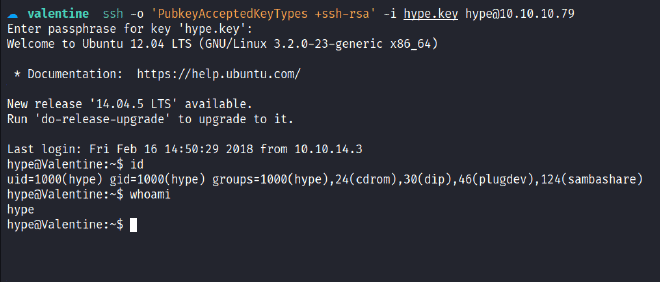 valentine ssh -o 'PubkeyAcceptedKeyTypes +ssh-rsa' -i hype.key hype@10.10.10.79
Enter passphrase for key 'hype.key':
Welcome to Ubuntu 12.04 LTS (GNU/Linux 3.2.0-23-generic x86_64)
* Documentation: https://help.ubuntu.com/
New release '14.04.5 LTS' available.
Run 'do-release-upgrade' to upgrade to it.
Last login: Fri Feb 16 14:50:29 2018 from 10.10.14.3
hype@Valentine:~$ id
uid=1000(hype) gid=1000(hype) groups=1000(hype),24(cdrom),30(dip),46(plugdev),124(sambashare)
hype@Valentine:~$ whoami
hype
hype@Valentine:~$